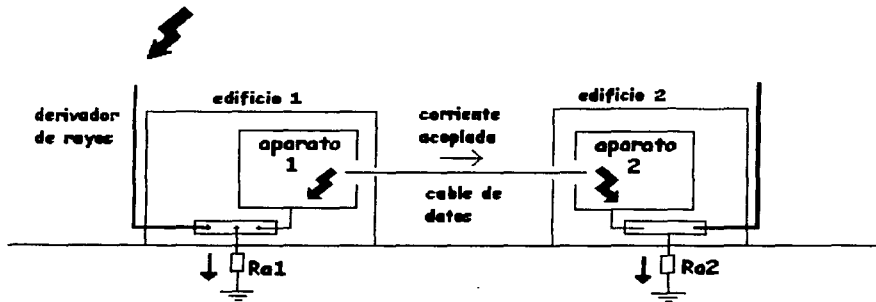 derivador
de rayos
edificio 1
aparato
1
corriente
acoplada
cable de
datos
edificio 2
aparato
2
Ra1
Ra2